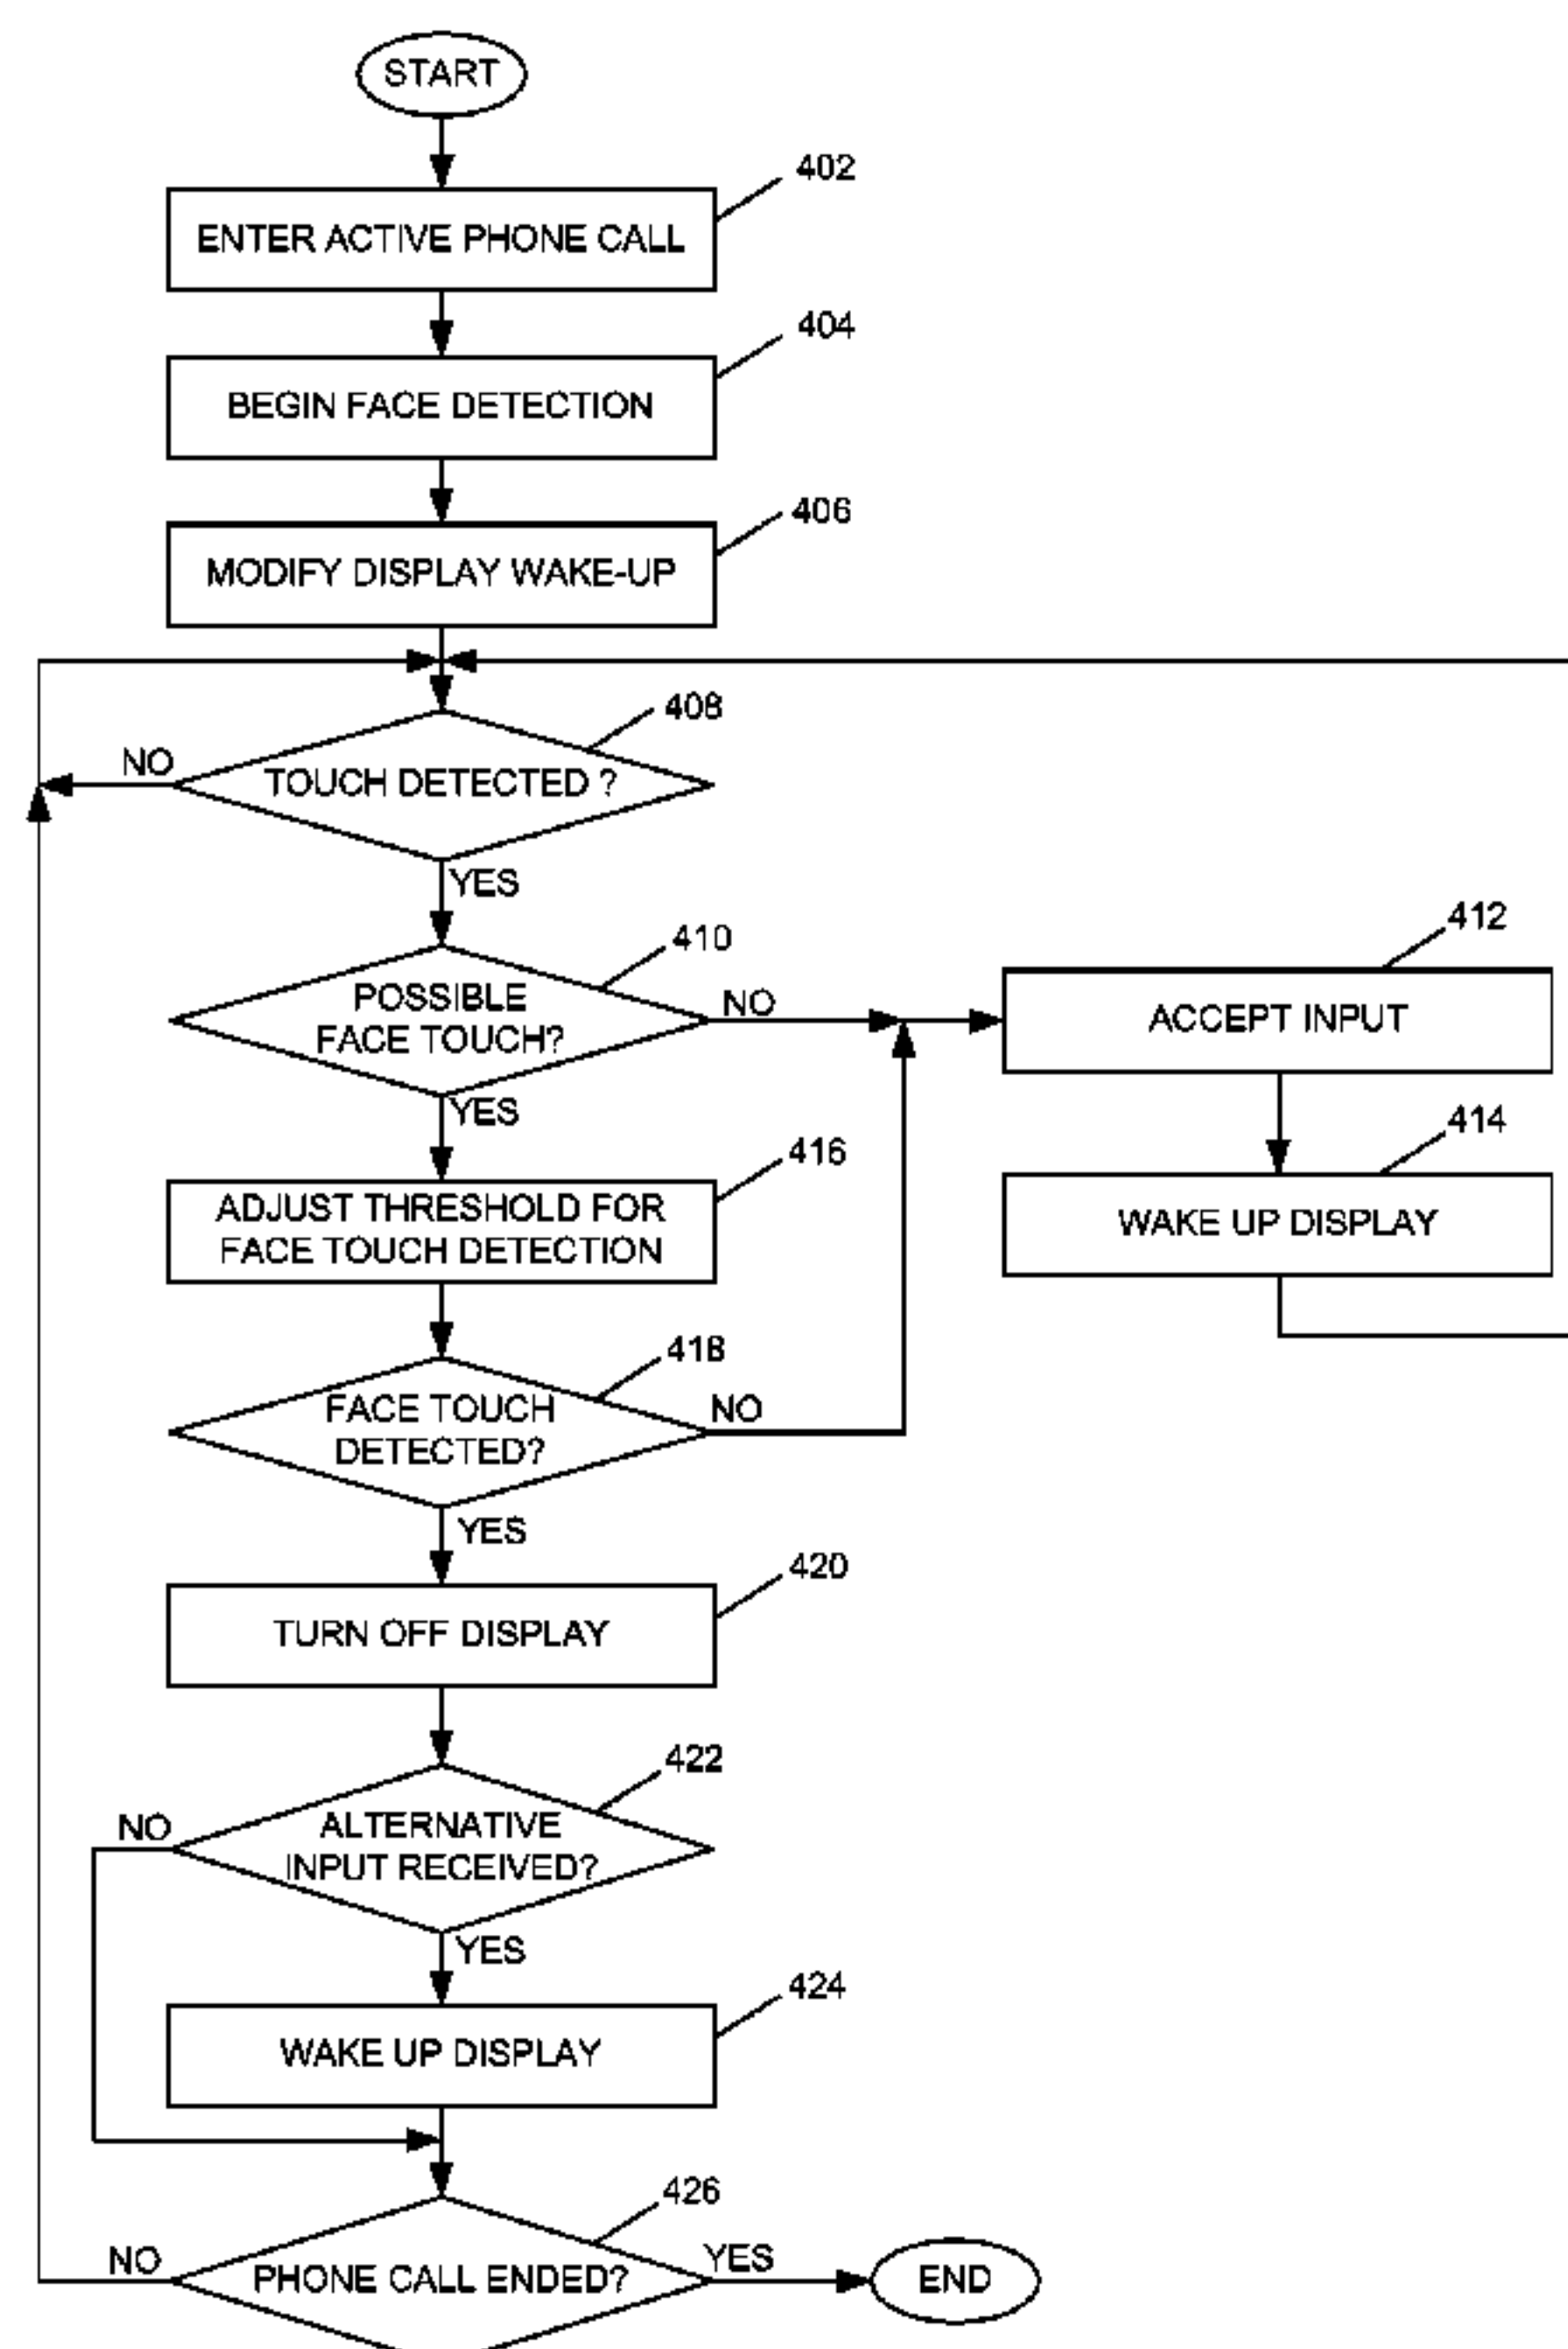 START
402
ENTER ACTIVE PHONE CALL
404
BEGIN FACE DETECTION
406
MODIFY DISPLAY WAKE-UP
408
NO
TOUCH DETECTED ?
YES
410
POSSIBLE
FACE TOUCH?
NO
412
ACCEPT INPUT
414
WAKE UP DISPLAY
YES
416
ADJUST THRESHOLD FOR
FACE TOUCH DETECTION
418
FACE TOUCH
DETECTED?
NO
YES
420
TURN OFF DISPLAY
422
NO
ALTERNATIVE
INPUT RECEIVED?
YES
424
WAKE UP DISPLAY
426
NO
PHONE CALL ENDED?
YES
END